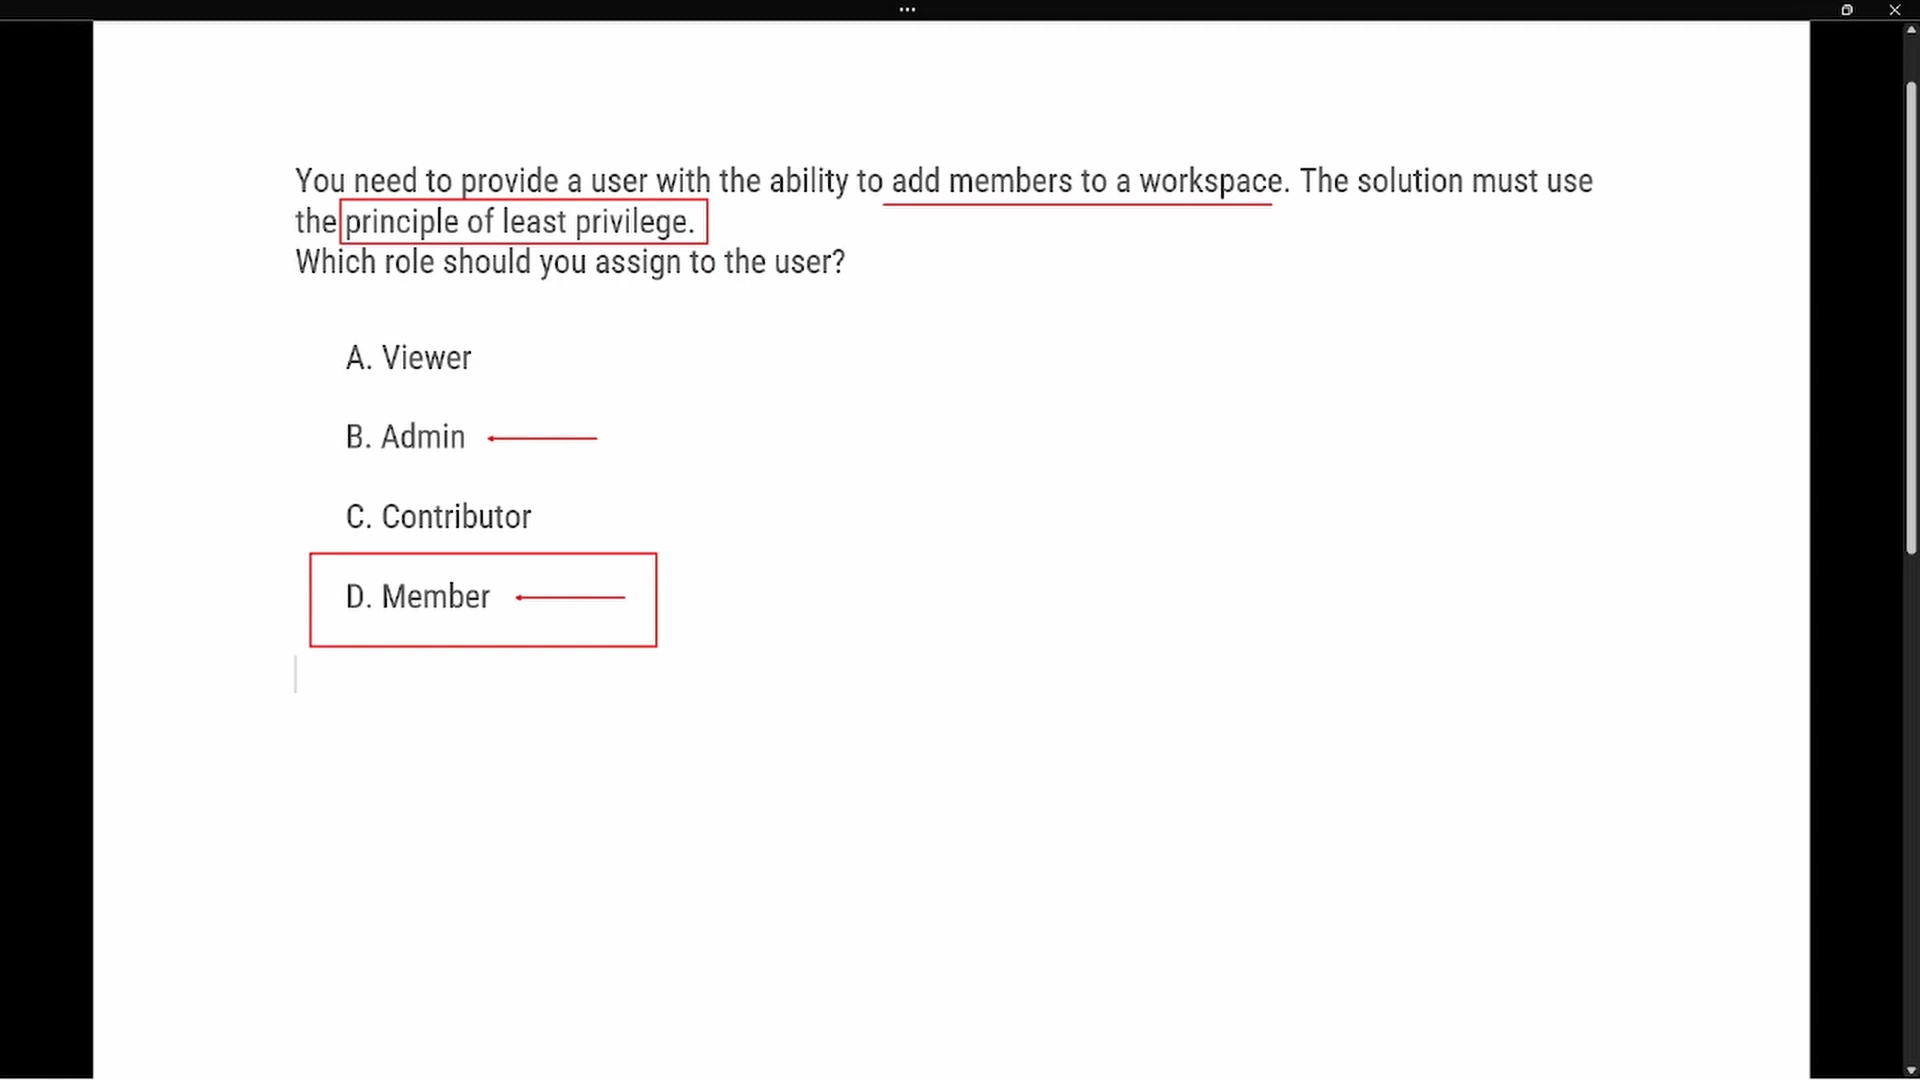 You need to provide a user with the ability to add members to a workspace. The solution must use
the principle of least privilege.
Which role should you assign to the user?
A. Viewer
B. Admin
C. Contributor
D. Member